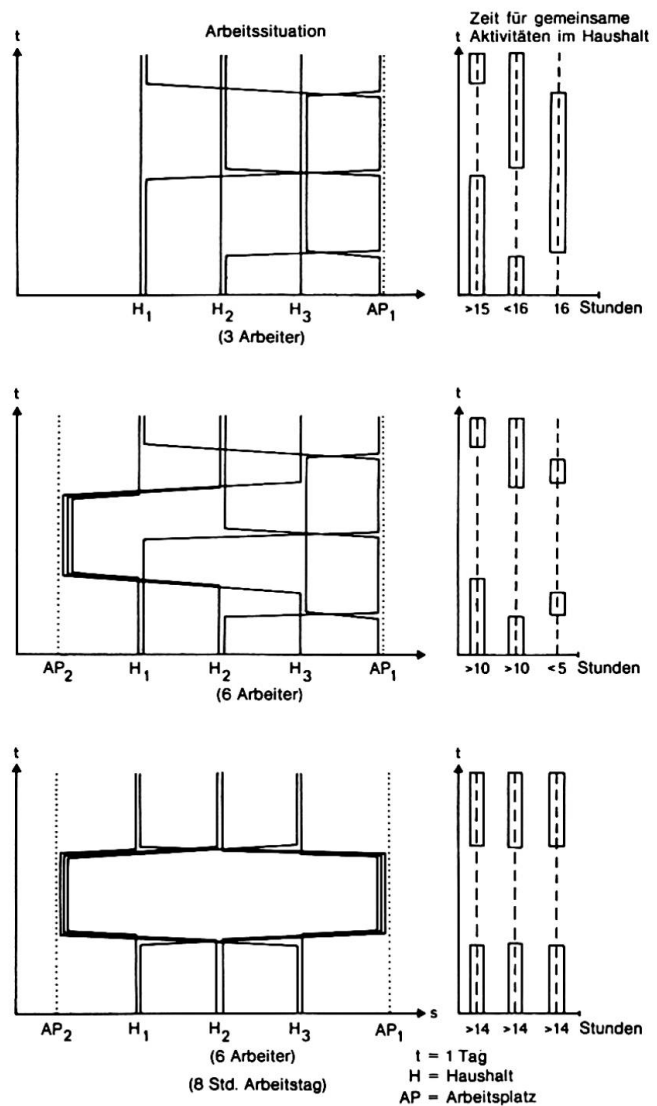 Arbeitssituation
Zeit für gemeinsame
Aktivitäten im Haushalt
t
t
H1 H2 H3 AP1
(3 Arbeiter)
>15 <16 16 Stunden
t
t
AP2 H1 H2 H3 AP1
(6 Arbeiter)
>10 >10 <5 Stunden
t
t
s
AP2 H1 H2 H3 AP1
(6 Arbeiter)
(8 Std. Arbeitstag)
>14 >14 >14 Stunden
t = 1 Tag
H = Haushalt
AP = Arbeitsplatz